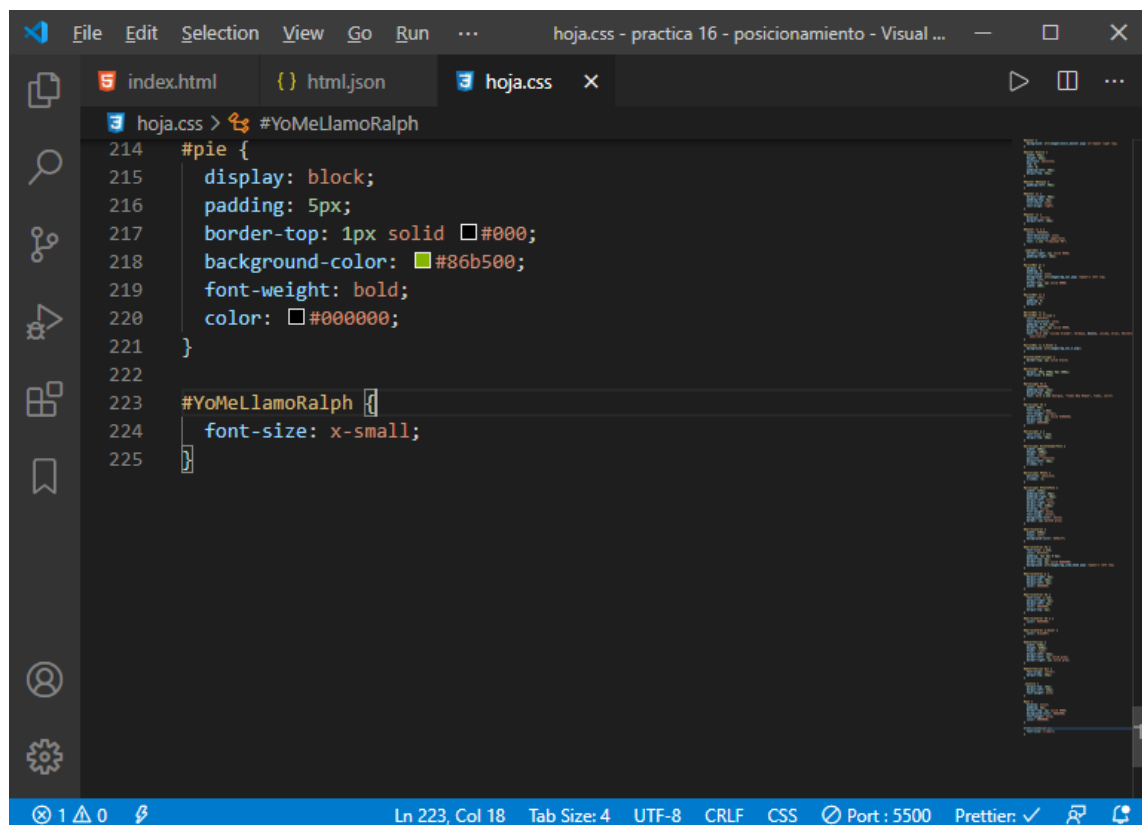 File Edit Selection View Go Run ··· hoja.css - practica 16 - posicionamiento - Visual ...
index.html {} html.json hoja.css
hoja.css > #YoMeLlamoRalph
214 #pie {
215 display: block;
216 padding: 5px;
217 border-top: 1px solid #000;
218 background-color: #86b500;
219 font-weight: bold;
220 color: #000000;
221 }
222
223 #YoMeLlamoRalph {
224 font-size: x-small;
225 }
1 0 Ln 223, Col 18 Tab Size: 4 UTF-8 CRLF CSS Port : 5500 Prettier: ✓